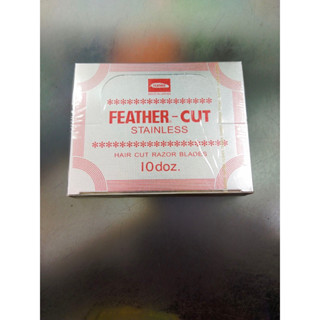 FEATHER-CUT
STAINLESS
HAIR CUT RAZOR BLADES
10doz.